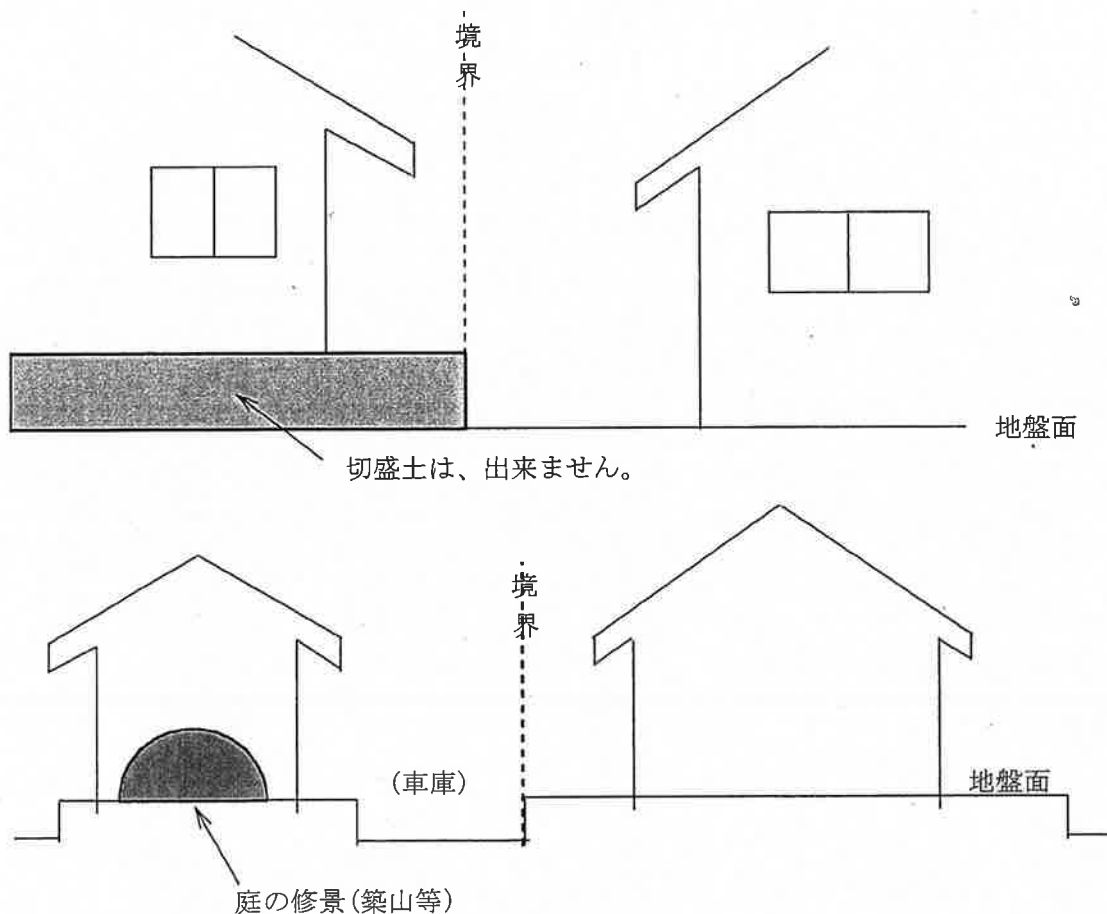 境界
地盤面
切盛土は、出来ません。
境界
(車庫)
地盤面
庭の修景(築山等)